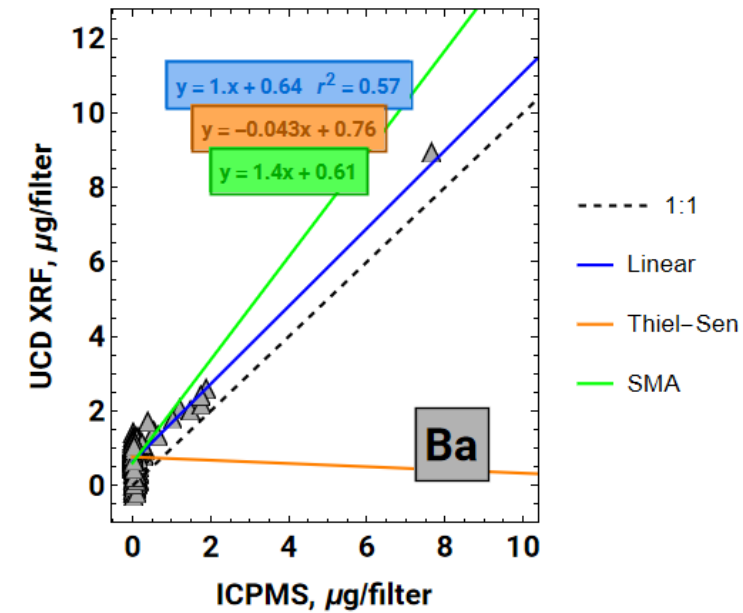 12
10
8
6
4
2
0
UCD XRF, µg/filter
y = 1.x + 0.64 r² = 0.57
y = −0.043x + 0.76
y = 1.4x + 0.61
Ba
0 2 4 6 8 10
ICPMS, µg/filter
1:1
Linear
Thiel−Sen
SMA